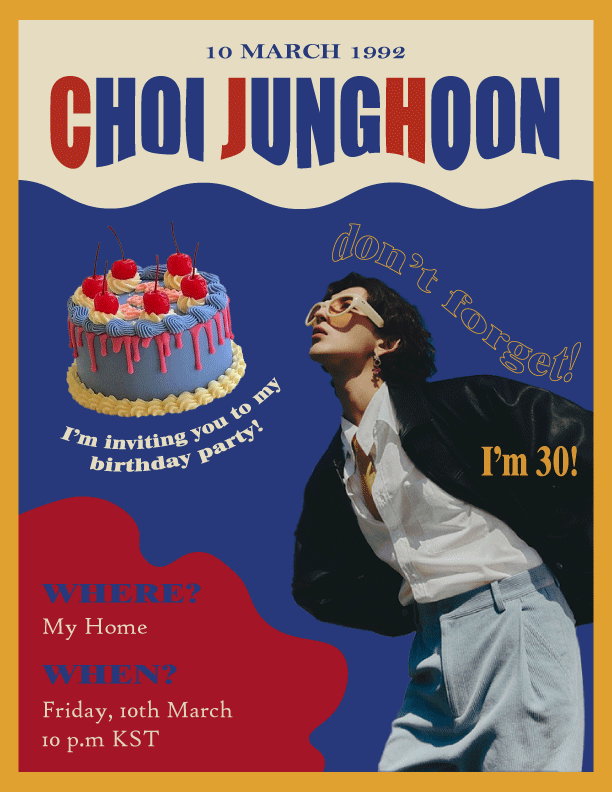 10 MARCH 1992
CHOI JUNGHOON
don't forget!
I'm inviting you to my
birthday party!
I'm 30!
WHERE?
My Home
WHEN?
Friday, 10th March
10 p.m KST